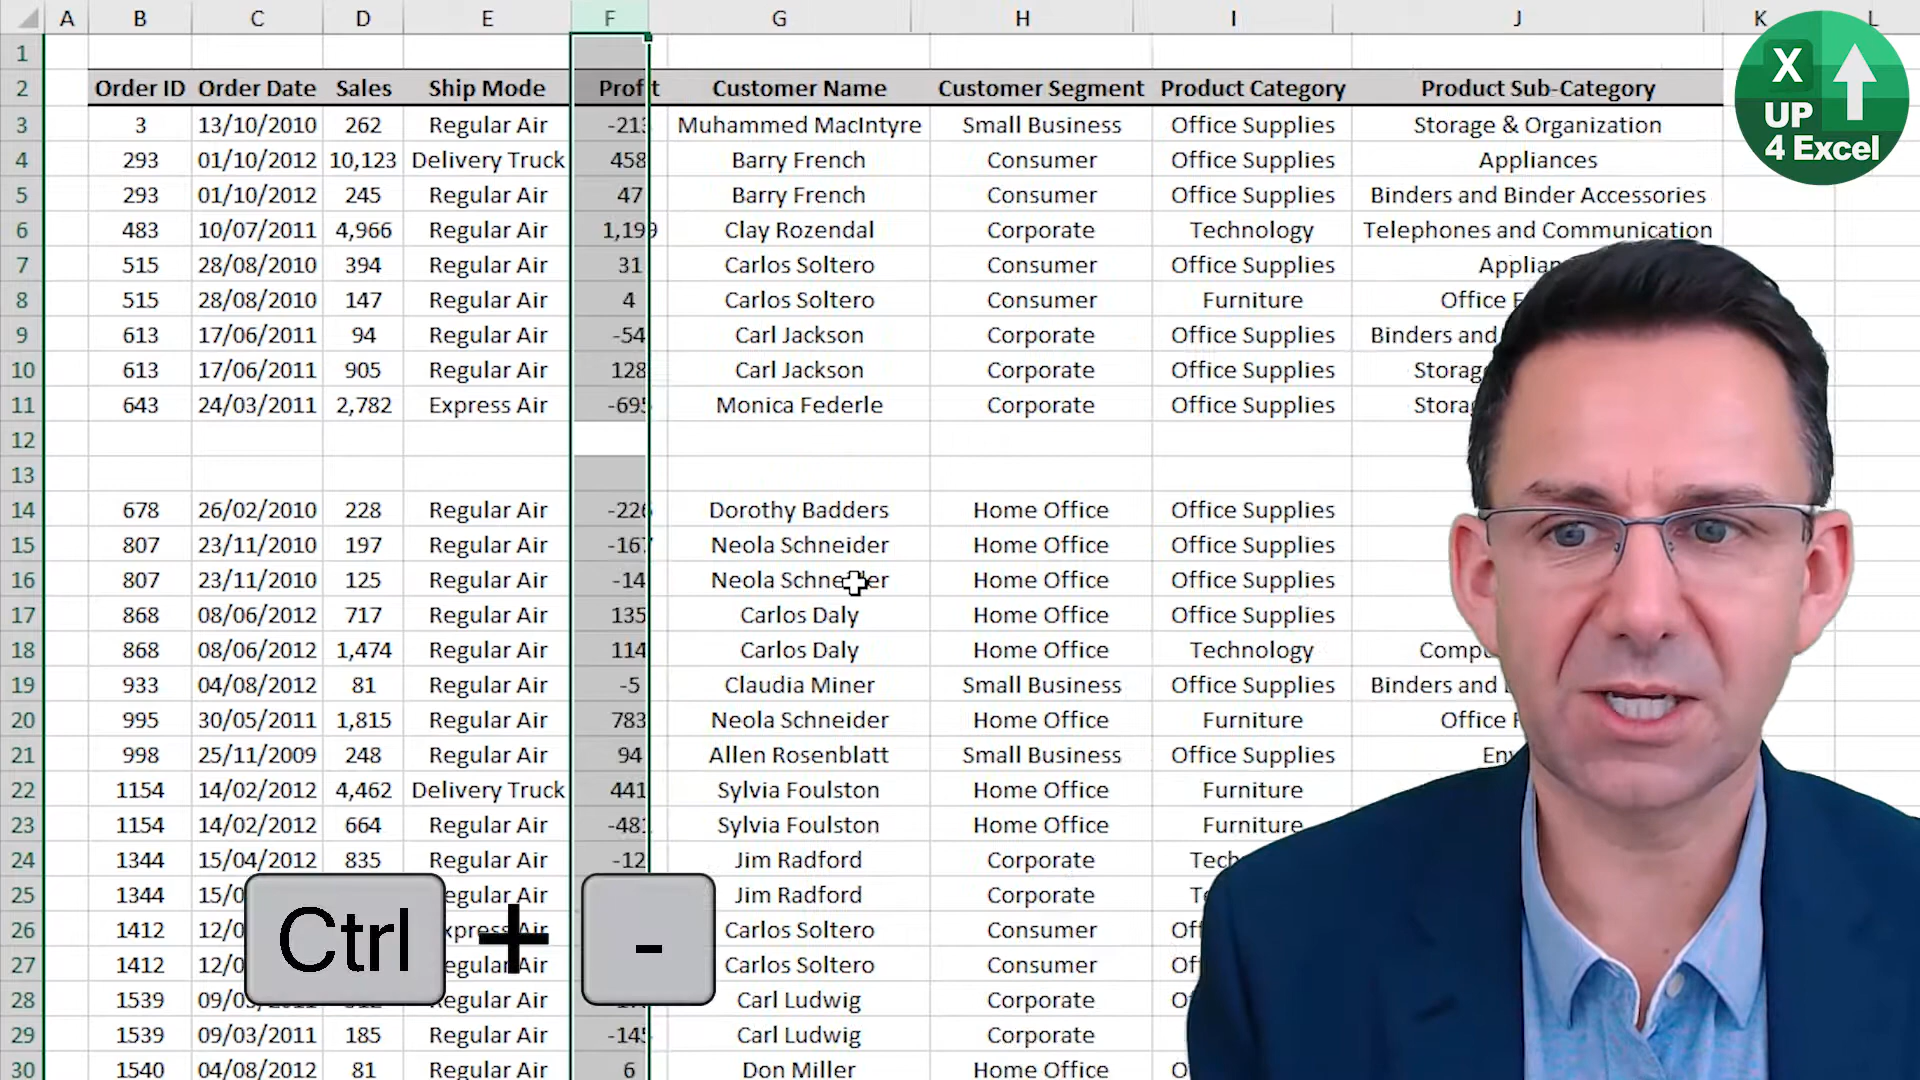 A B C D E F G H I J K L
1
2 Order ID Order Date Sales Ship Mode Profit Customer Name Customer Segment Product Category Product Sub-Category
3 3 13/10/2010 262 Regular Air -213 Muhammed MacIntyre Small Business Office Supplies Storage & Organization
4 293 01/10/2012 10,123 Delivery Truck 458 Barry French Consumer Office Supplies Appliances
5 293 01/10/2012 245 Regular Air 47 Barry French Consumer Office Supplies Binders and Binder Accessories
6 483 10/07/2011 4,966 Regular Air 1,199 Clay Rozendal Corporate Technology Telephones and Communication
7 515 28/08/2010 394 Regular Air 31 Carlos Soltero Consumer Office Supplies
8 515 28/08/2010 147 Regular Air 4 Carlos Soltero Consumer Furniture Office
9 613 17/06/2011 94 Regular Air -54 Carl Jackson Corporate Office Supplies Binders and
10 613 17/06/2011 905 Regular Air 128 Carl Jackson Corporate Office Supplies
11 643 24/03/2011 2,782 Express Air -695 Monica Federle Corporate Office Supplies
12
13
14 678 26/02/2010 228 Regular Air -226 Dorothy Badders Home Office Office Supplies
15 807 23/11/2010 197 Regular Air -167 Neola Schneider Home Office Office Supplies
16 807 23/11/2010 125 Regular Air -14 Neola Schneider Home Office Office Supplies
17 868 08/06/2012 717 Regular Air 135 Carlos Daly Home Office Office Supplies
18 868 08/06/2012 1,474 Regular Air 114 Carlos Daly Home Office Technology
19 933 04/08/2012 81 Regular Air -5 Claudia Miner Small Business Office Supplies Binders and
20 995 30/05/2011 1,815 Regular Air 783 Neola Schneider Home Office Furniture Office
21 998 25/11/2009 248 Regular Air 94 Allen Rosenblatt Small Business Office Supplies
22 1154 14/02/2012 4,462 Delivery Truck 441 Sylvia Foulston Home Office Furniture
23 1154 14/02/2012 664 Regular Air -481 Sylvia Foulston Home Office Furniture
24 1344 15/04/2012 835 Regular Air -12 Jim Radford Corporate
25 1344 Jim Radford Corporate
26 1412 Carlos Soltero Consumer
27 1412 Carlos Soltero Consumer
28 1539 Regular Air Carl Ludwig Corporate
29 1539 09/03/2011 185 Regular Air -145 Carl Ludwig Corporate
30 1540 04/08/2012 81 Regular Air 6 Don Miller Home Office
Ctrl + -
X
UP
4 Excel